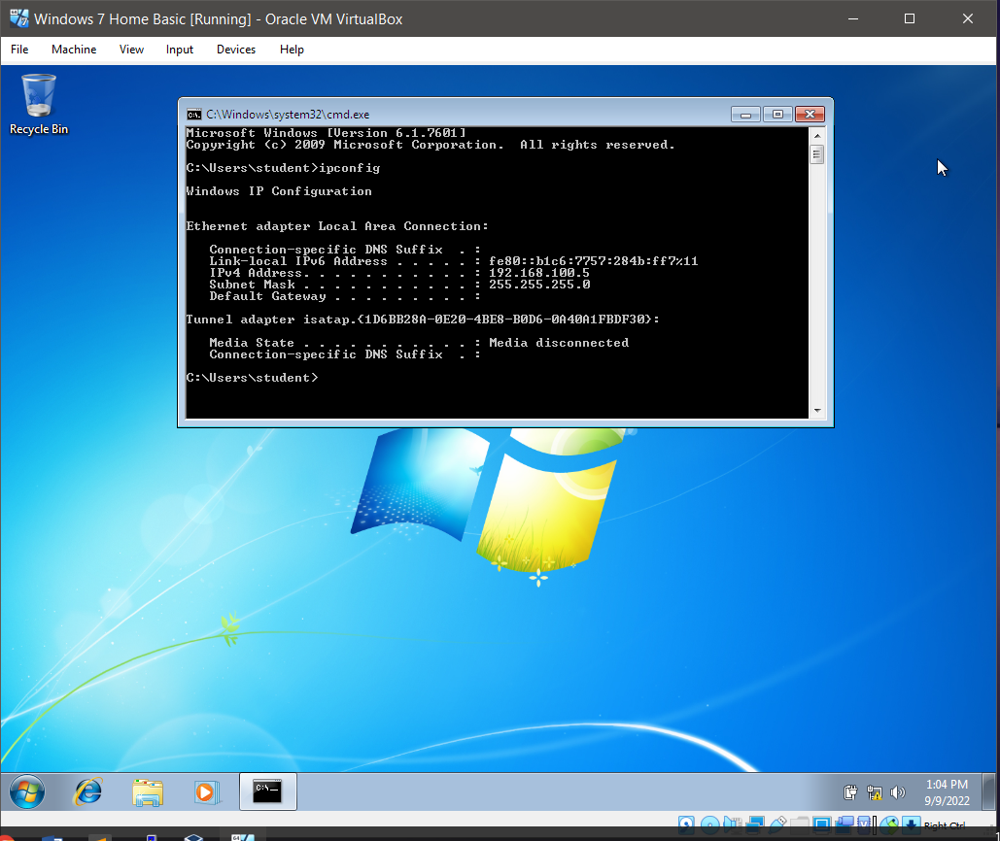 Windows 7 Home Basic [Running] - Oracle VM VirtualBox
File Machine View Input Devices Help
Recycle Bin
C:\Windows\system32\cmd.exe
Microsoft Windows [Version 6.1.7601]
Copyright (c) 2009 Microsoft Corporation.  All rights reserved.
C:\Users\student>ipconfig
Windows IP Configuration
Ethernet adapter Local Area Connection:
Connection-specific DNS Suffix  . :
Link-local IPv6 Address . . . . . : fe80::b1c6:7757:284b:ff7%11
IPv4 Address. . . . . . . . . . . : 192.168.100.5
Subnet Mask . . . . . . . . . . . : 255.255.255.0
Default Gateway . . . . . . . . . :
Tunnel adapter isatap.{1D6BB28A-0E20-4BE8-B0D6-0A40A1FBDF30}:
Media State . . . . . . . . . . . : Media disconnected
Connection-specific DNS Suffix  . :
C:\Users\student>
1:04 PM
9/9/2022
Right Ctrl